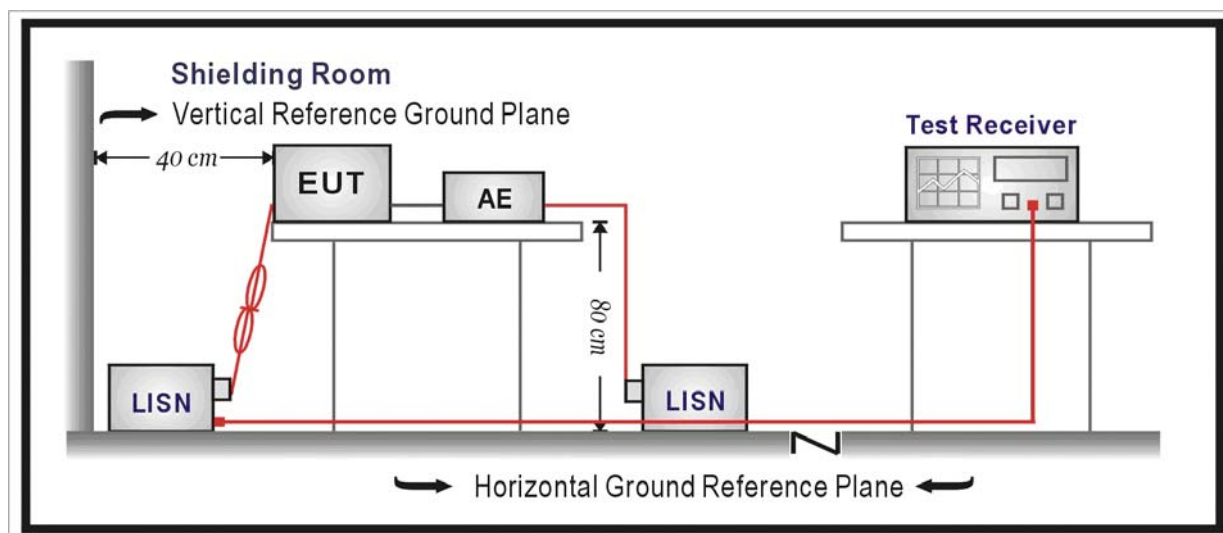 Shielding Room
Vertical Reference Ground Plane
Test Receiver
40 cm
EUT
AE
80 cm
LISN
LISN
Horizontal Ground Reference Plane